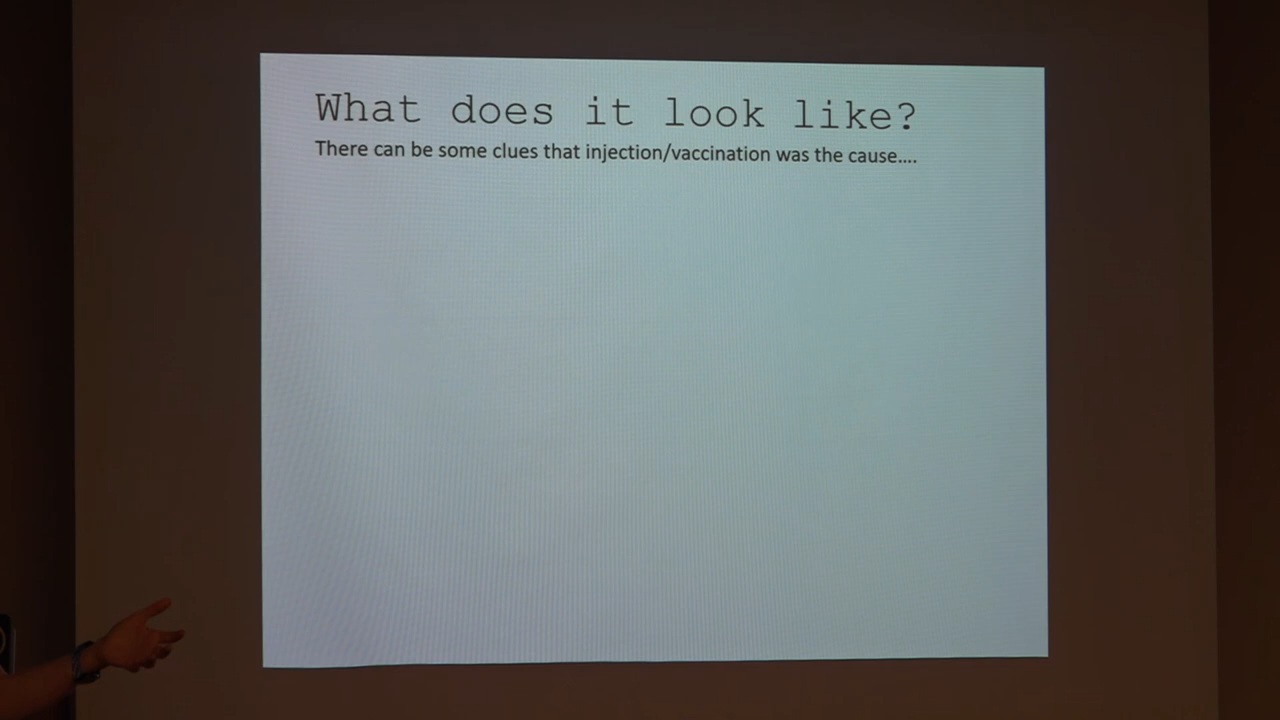 What does it look like?
There can be some clues that injection/vaccination was the cause....